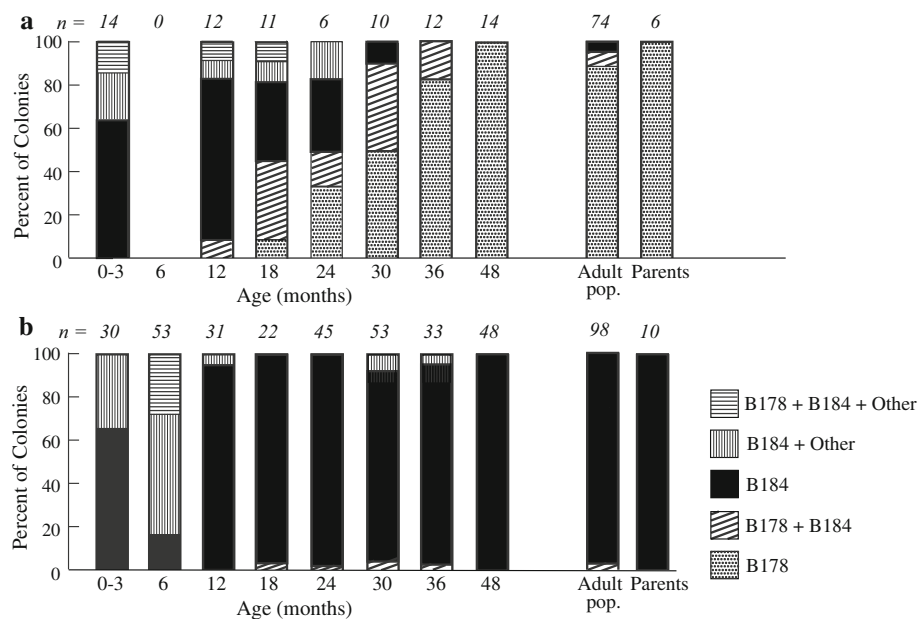 a n = 14 0 12 11 6 10 12 14 74 6
100
80
60
40
20
0
Percent of Colonies
0-3 6 12 18 24 30 36 48 Adult pop. Parents
Age (months)
b n = 30 53 31 22 45 53 33 48 98 10
100
80
60
40
20
0
Percent of Colonies
0-3 6 12 18 24 30 36 48 Adult pop. Parents
Age (months)
B178 + B184 + Other
B184 + Other
B184
B178 + B184
B178